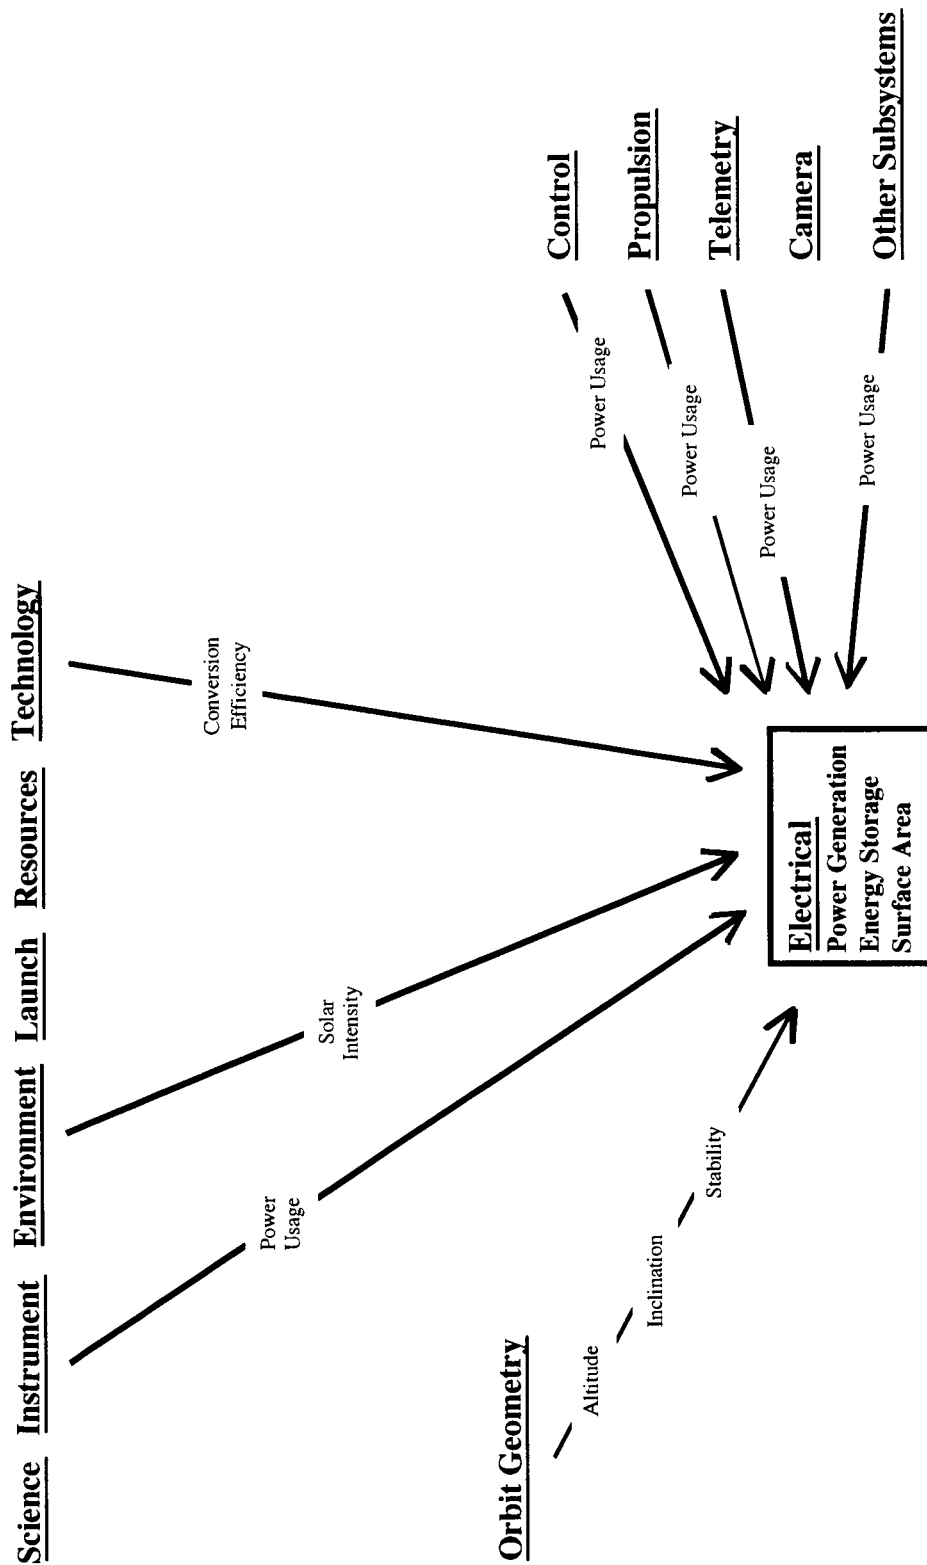 Science Instrument Environment Launch Resources Technology
Conversion
Efficiency
Solar
Intensity
Power
Usage
Orbit Geometry
Altitude
Inclination
Stability
Electrical
Power Generation
Energy Storage
Surface Area
Control
Power Usage
Propulsion
Power Usage
Telemetry
Power Usage
Camera
Other Subsystems
Power Usage